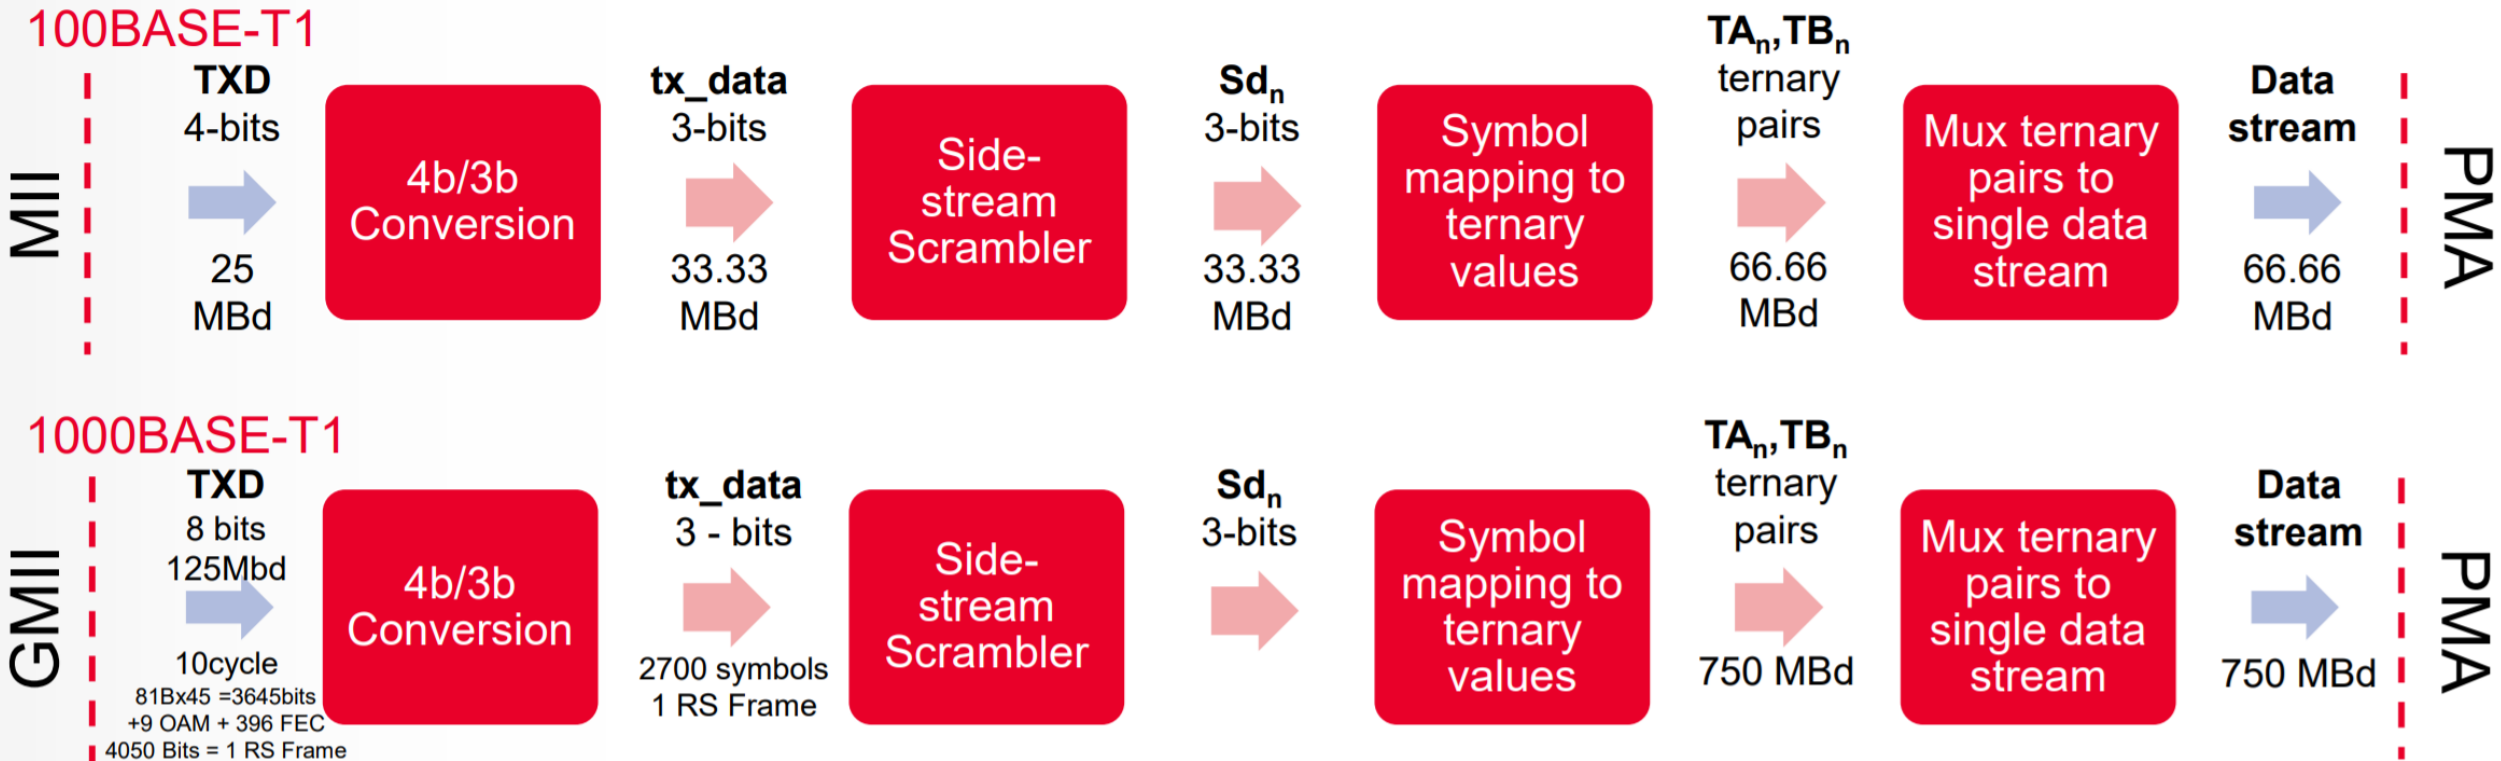 100BASE-T1
MII
TXD
4-bits
25
MBd
4b/3b
Conversion
tx_data
3-bits
33.33
MBd
Side-
stream
Scrambler
Sdn
3-bits
33.33
MBd
Symbol
mapping to
ternary
values
TAn,TBn
ternary
pairs
66.66
MBd
Mux ternary
pairs to
single data
stream
Data
stream
66.66
MBd
PMA
1000BASE-T1
GMII
TXD
8 bits
125Mbd
10cycle
81Bx45 =3645bits
+9 OAM + 396 FEC
4050 Bits = 1 RS Frame
4b/3b
Conversion
tx_data
3 - bits
2700 symbols
1 RS Frame
Side-
stream
Scrambler
Sdn
3-bits
Symbol
mapping to
ternary
values
TAn,TBn
ternary
pairs
750 MBd
Mux ternary
pairs to
single data
stream
Data
stream
750 MBd
PMA